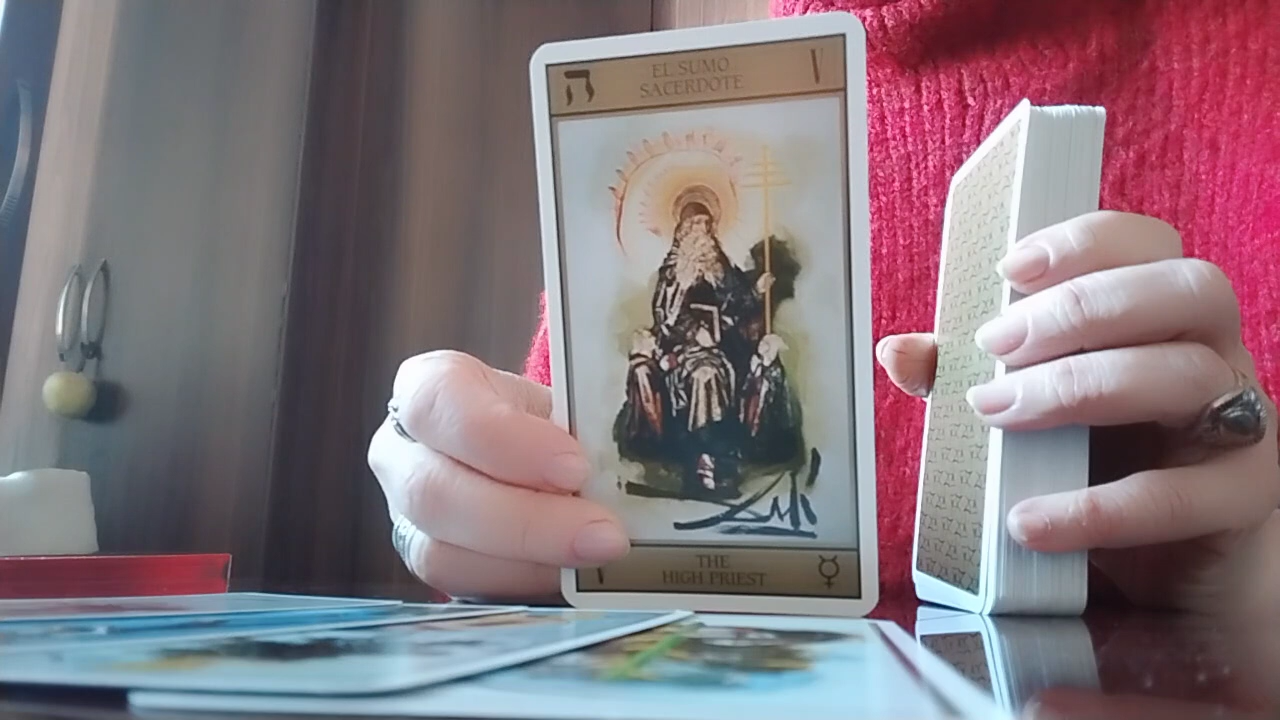 ה
EL SUMO
SACERDOTE
V
Dalí
THE
HIGH PRIEST